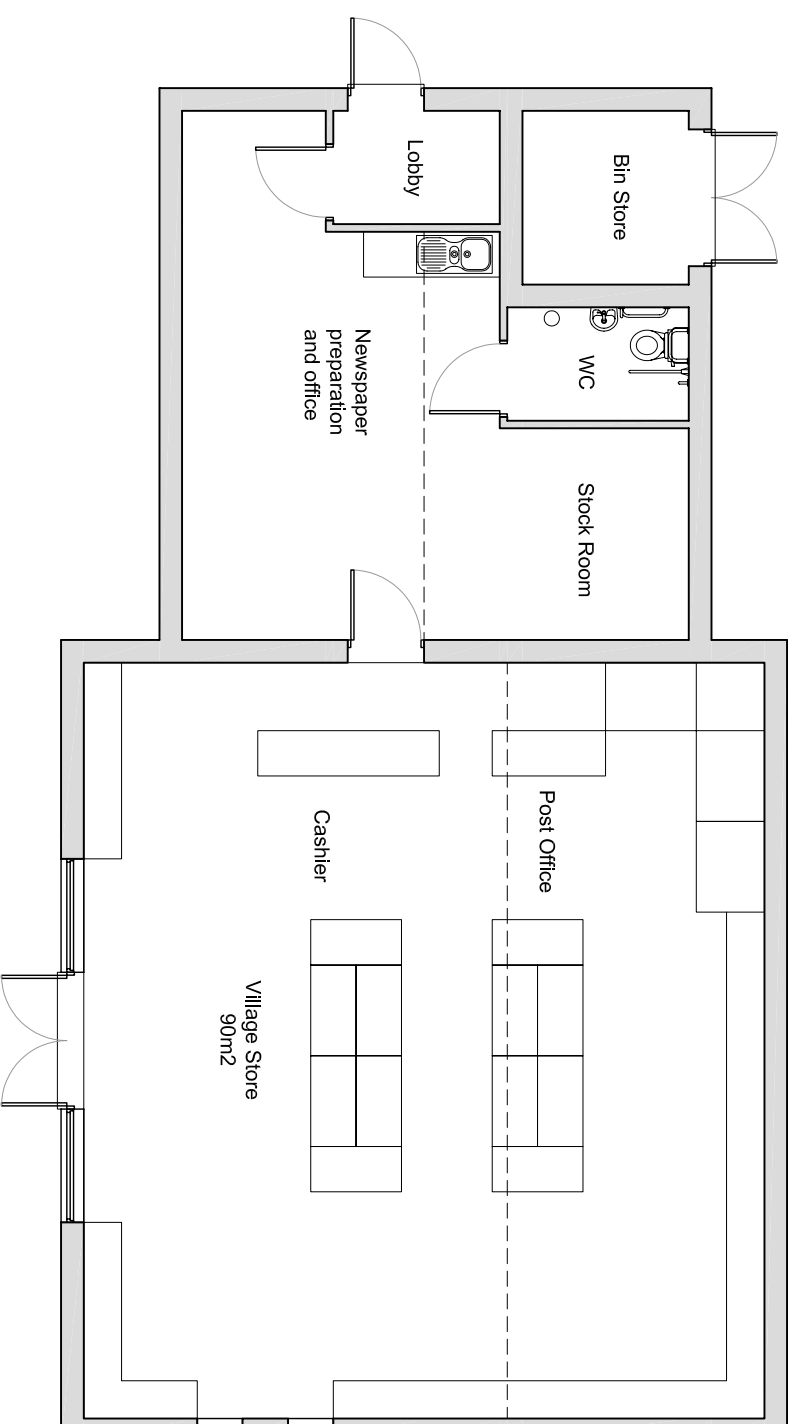 Lobby
Bin Store
Newspaper
preparation
and office
WC
Stock Room
Cashier
Post Office
Village Store
90m2